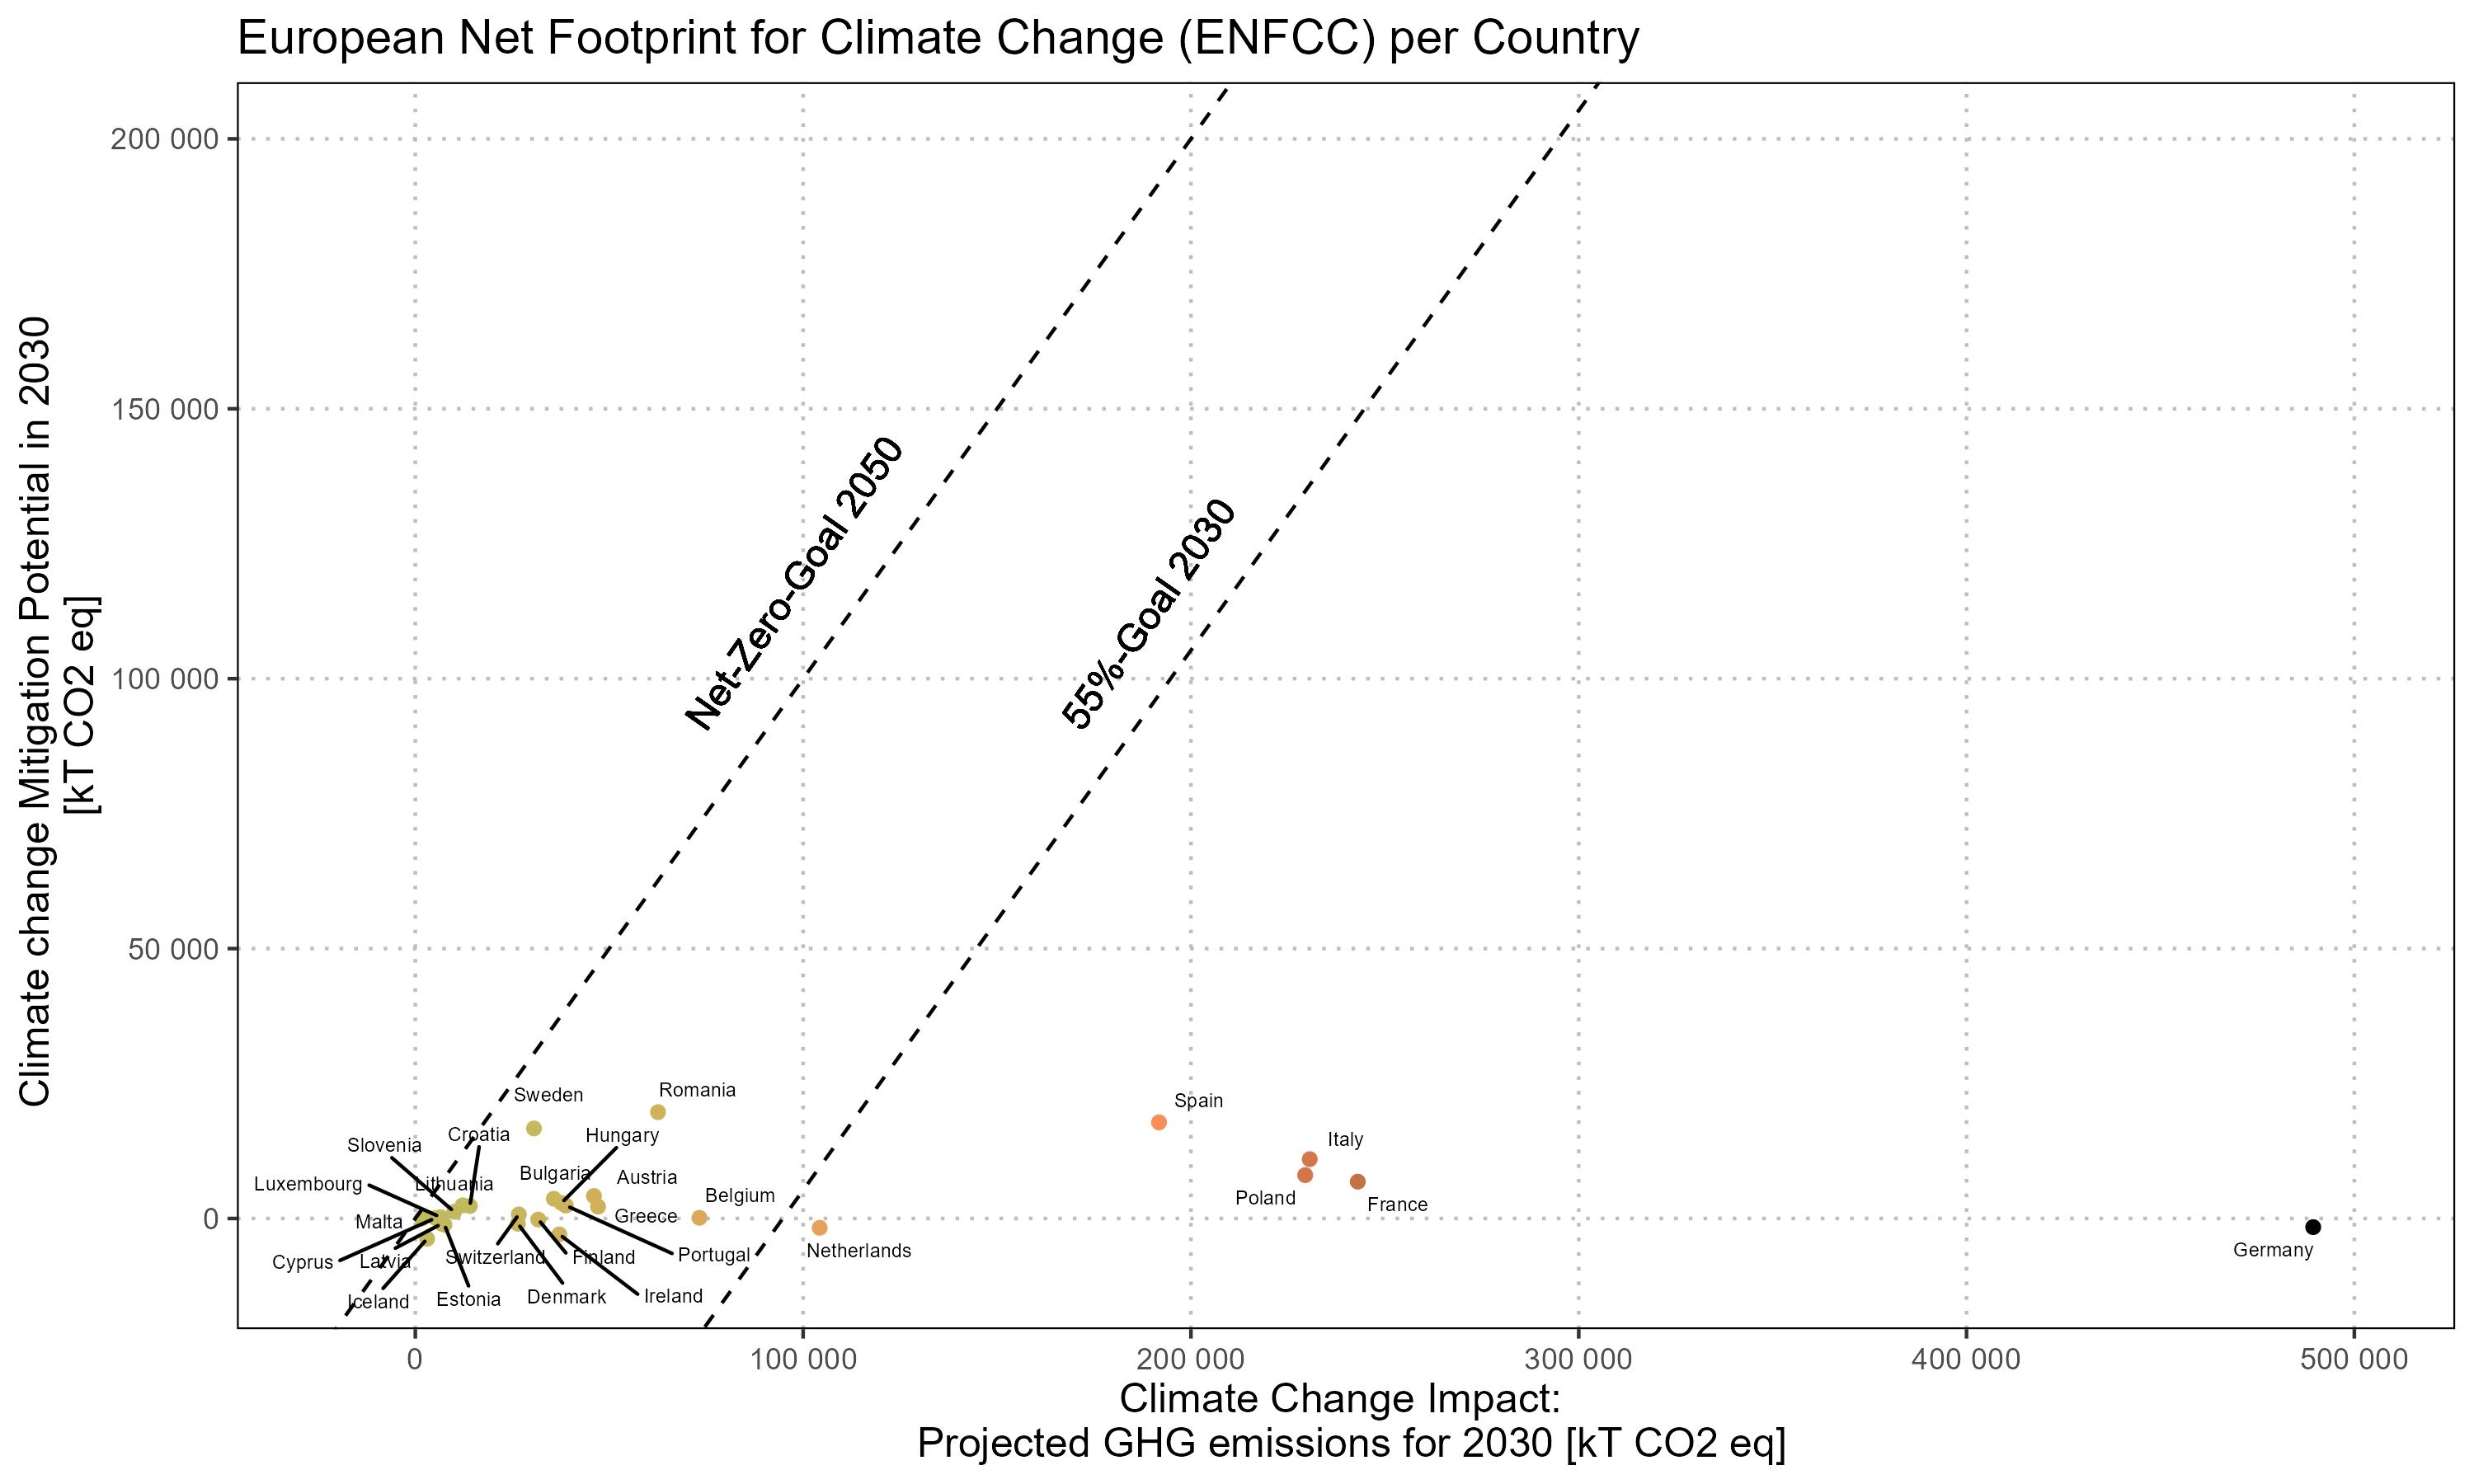 European Net Footprint for Climate Change (ENFCC) per Country
Climate change Mitigation Potential in 2030
[kT CO2 eq]
200 000
150 000
100 000
50 000
0
Net-Zero-Goal 2050
55%-Goal 2030
Sweden
Romania
Spain
Slovenia
Croatia
Hungary
Italy
Luxembourg
Lithuania
Bulgaria
Austria
Belgium
Poland
France
Malta
Greece
Cyprus
Latvia
Switzerland
Finland
Portugal
Netherlands
Germany
Iceland
Estonia
Denmark
Ireland
0
100 000
200 000
300 000
400 000
500 000
Climate Change Impact:
Projected GHG emissions for 2030 [kT CO2 eq]